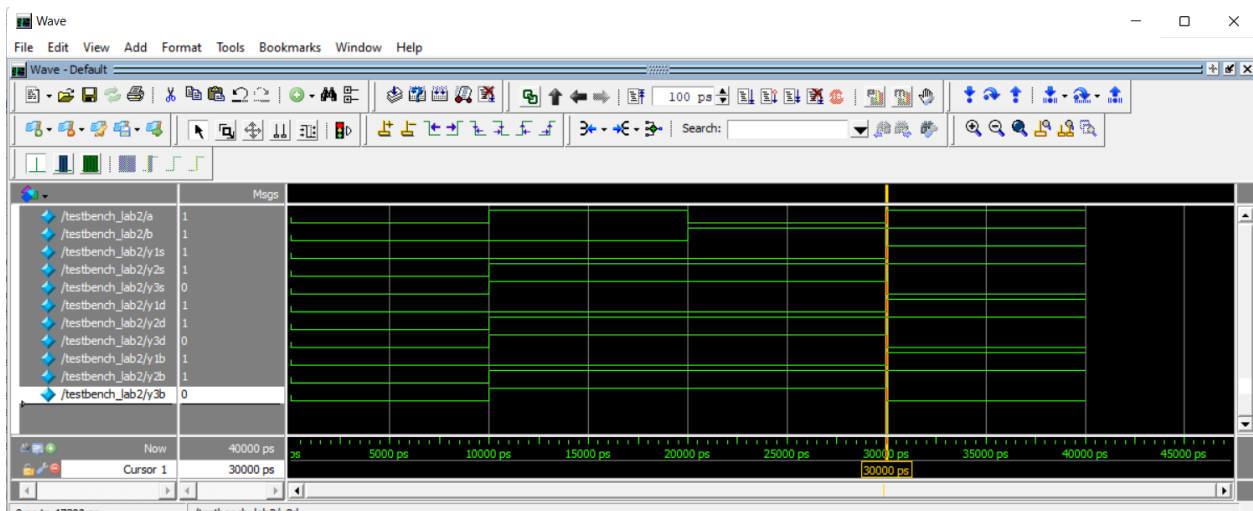 Wave
File Edit View Add Format Tools Bookmarks Window Help
Wave - Default
100 ps
Search:
Msgs
/testbench_lab2/a 1
/testbench_lab2/b 1
/testbench_lab2/y1s 1
/testbench_lab2/y2s 1
/testbench_lab2/y3s 0
/testbench_lab2/y1d 1
/testbench_lab2/y2d 1
/testbench_lab2/y3d 0
/testbench_lab2/y1b 1
/testbench_lab2/y2b 1
/testbench_lab2/y3b 0
Now 40000 ps
ps 5000 ps 10000 ps 15000 ps 20000 ps 25000 ps 30000 ps 35000 ps 40000 ps 45000 ps
Cursor 1 30000 ps
30000 ps